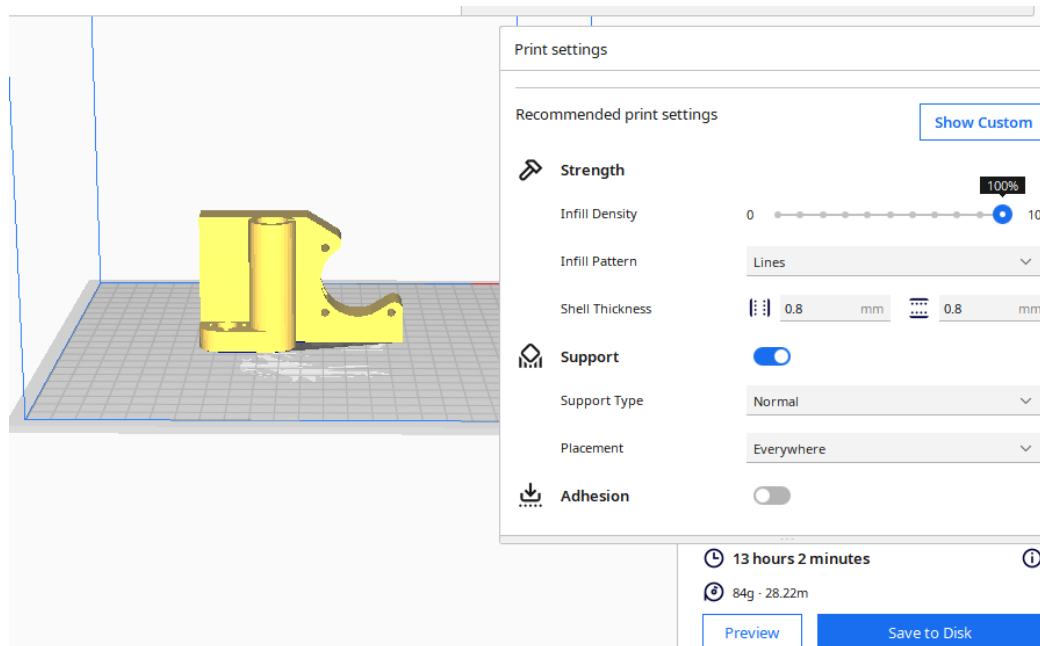 Print settings
Recommended print settings
Show Custom
Strength
100%
Infill Density 0 10
Infill Pattern Lines
Shell Thickness 0.8 mm 0.8 mm
Support
Support Type Normal
Placement Everywhere
Adhesion
13 hours 2 minutes
84g · 28.22m
Preview Save to Disk